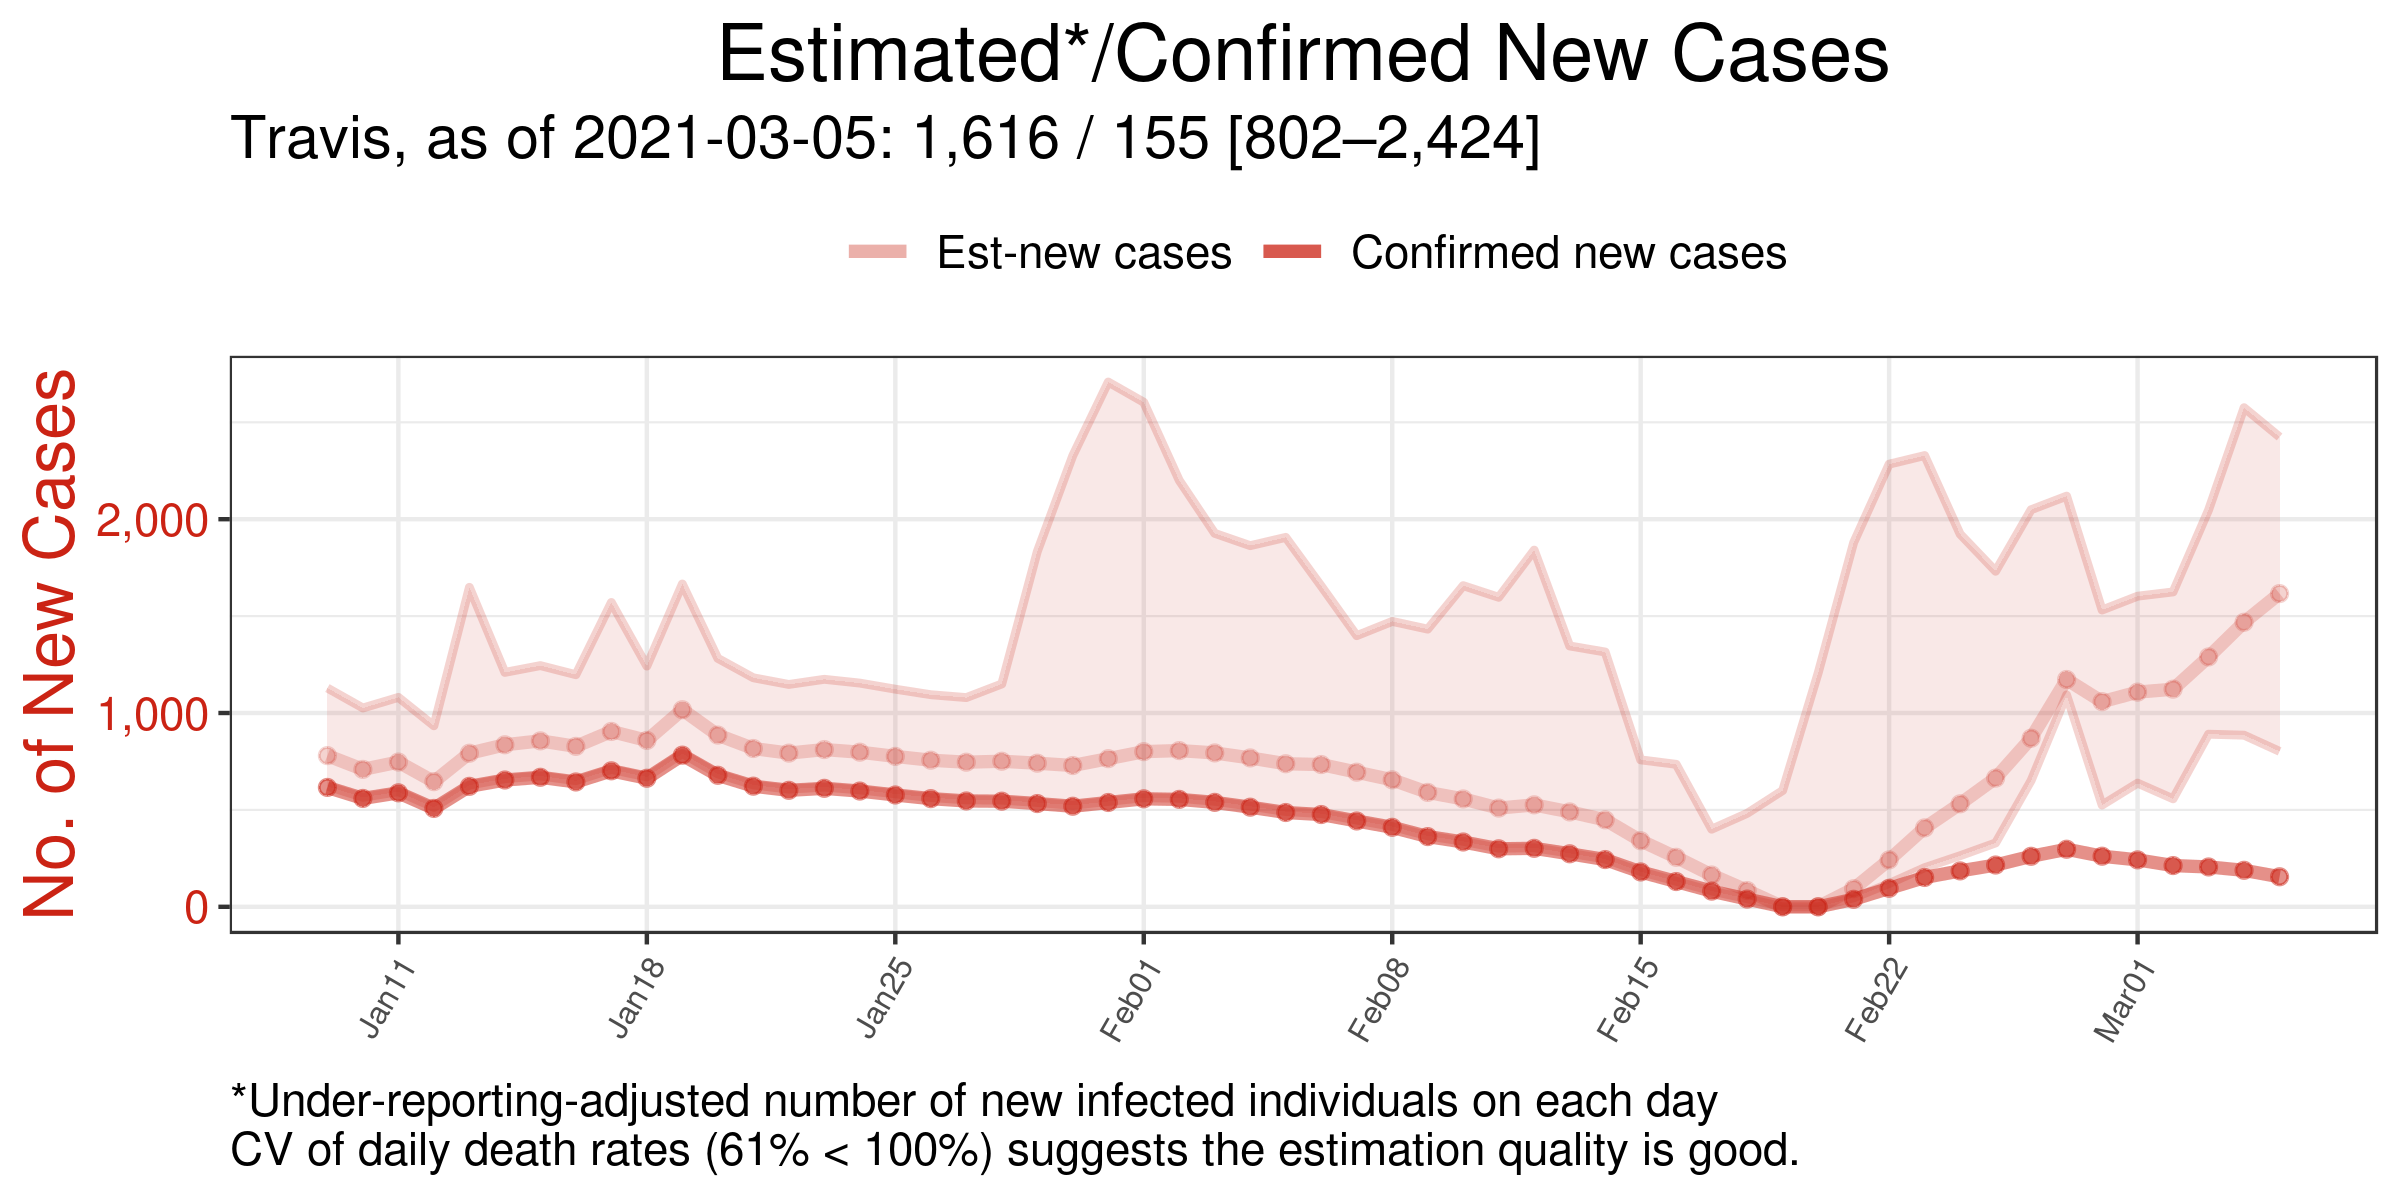 Estimated*/Confirmed New Cases
Travis, as of 2021-03-05: 1,616 / 155 [802–2,424]
Est-new cases
Confirmed new cases
No. of New Cases
2,000
1,000
0
Jan11
Jan18
Jan25
Feb01
Feb08
Feb15
Feb22
Mar01
*Under-reporting-adjusted number of new infected individuals on each day
CV of daily death rates (61% < 100%) suggests the estimation quality is good.